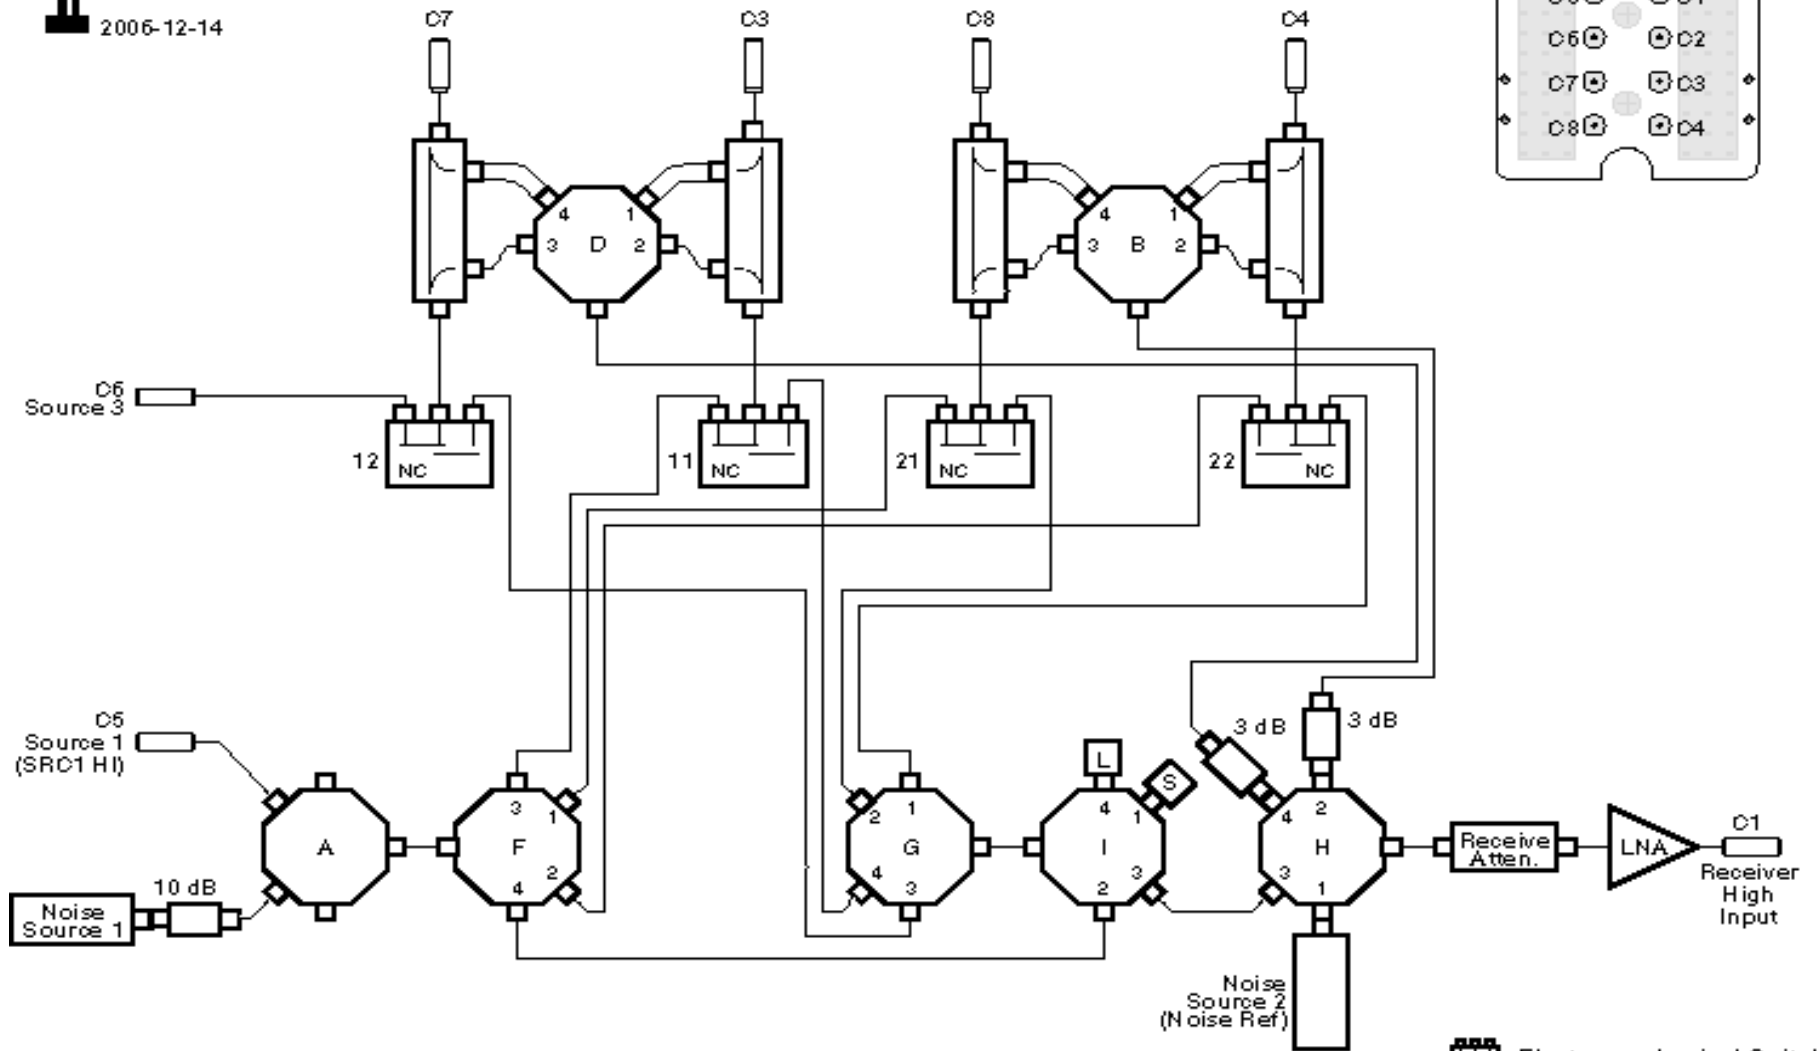 2006-12-14
C7
C3
C8
C4
C6
C2
C7
C3
C8
C4
4
1
3
D
2
4
1
3
B
2
C6
Source 3
12
NC
11
NC
21
NC
22
NC
C5
Source 1
(SRC1 HI)
3 dB
3 dB
L
S
3
1
2
1
4
1
2
4
A
F
G
I
H
Receive
Atten.
LNA
C1
Receiver
High
Input
2
4
4
3
3
2
3
1
10 dB
Noise
Source 1
Noise
Source 2
(Noise Ref)